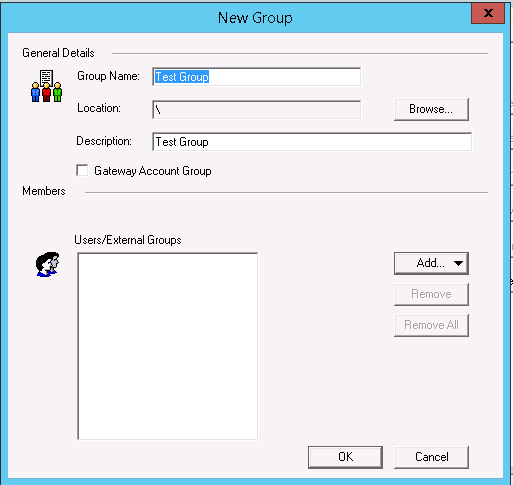 New Group
X
General Details
Group Name: Test Group
Location: \ Browse...
Description: Test Group
Gateway Account Group
Members
Users/External Groups
Add...
Remove
Remove All
OK Cancel